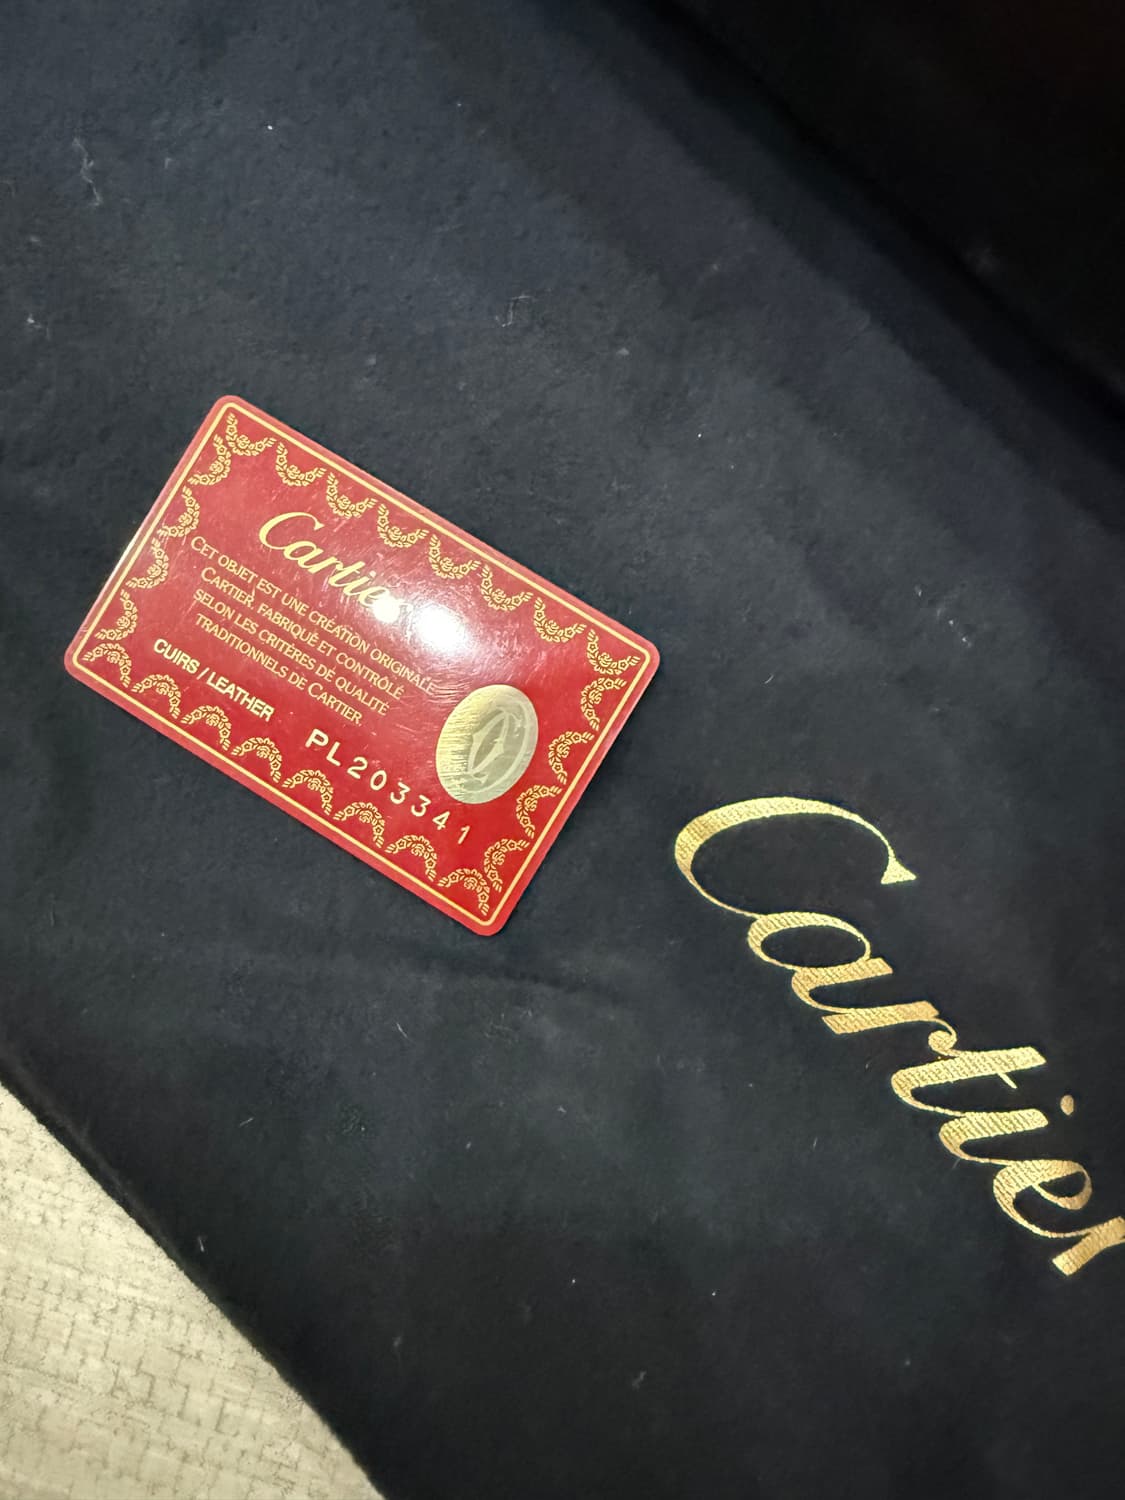 Cartier
CET OBJET EST UNE CRÉATION ORIGINALE
CARTIER, FABRIQUÉ ET CONTRÔLÉ
SELON LES CRITÈRES DE QUALITÉ
TRADITIONNELS DE CARTIER.
CUIRS / LEATHER
PL203341
Cartier